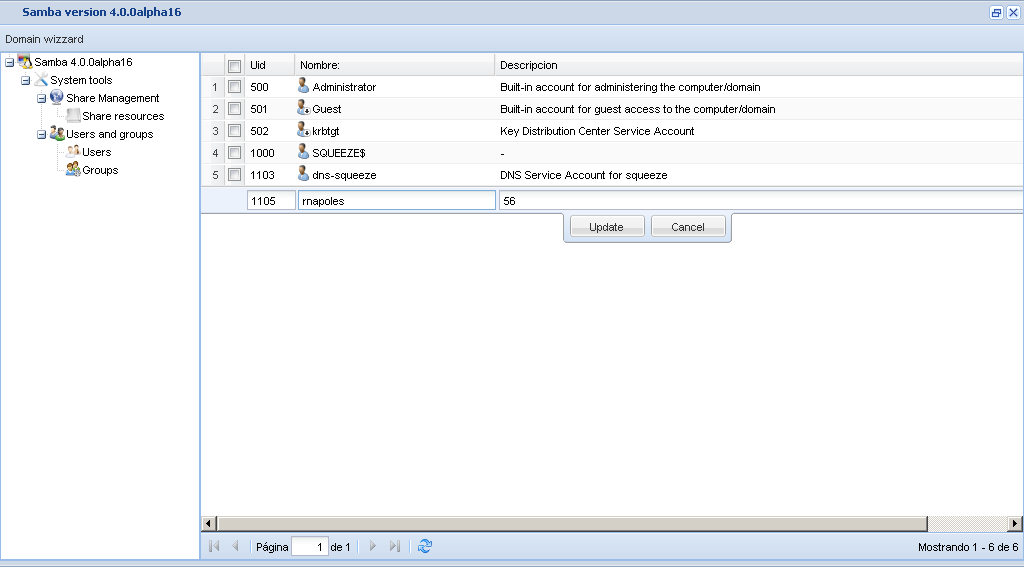 Samba version 4.0.0alpha16
Domain wizzard
Samba 4.0.0alpha16
System tools
Share Management
Share resources
Users and groups
Users
Groups
Uid Nombre: Descripcion
1 500 Administrator Built-in account for administering the computer/domain
2 501 Guest Built-in account for guest access to the computer/domain
3 502 krbtgt Key Distribution Center Service Account
4 1000 SQUEEZE$ -
5 1103 dns-squeeze DNS Service Account for squeeze
1105 rnapoles 56
Update Cancel
Página 1 de 1 Mostrando 1 - 6 de 6